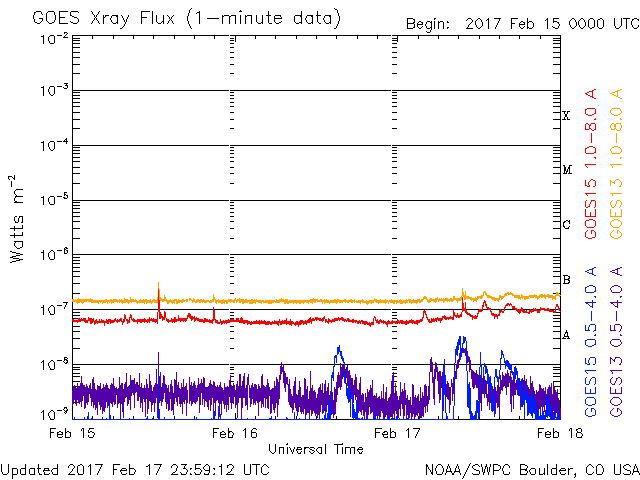 GOES Xray Flux (1-minute data)
Begin: 2017 Feb 15 0000 UTC
10⁻²
10⁻³
10⁻⁴
10⁻⁵
10⁻⁶
10⁻⁷
10⁻⁸
10⁻⁹
Watts m⁻²
X
M
C
B
A
GOES15 1.0-8.0 A
GOES13 1.0-8.0 A
GOES15 0.5-4.0 A
GOES13 0.5-4.0 A
Feb 15
Feb 16
Feb 17
Feb 18
Universal Time
Updated 2017 Feb 17 23:59:12 UTC
NOAA/SWPC Boulder, CO USA